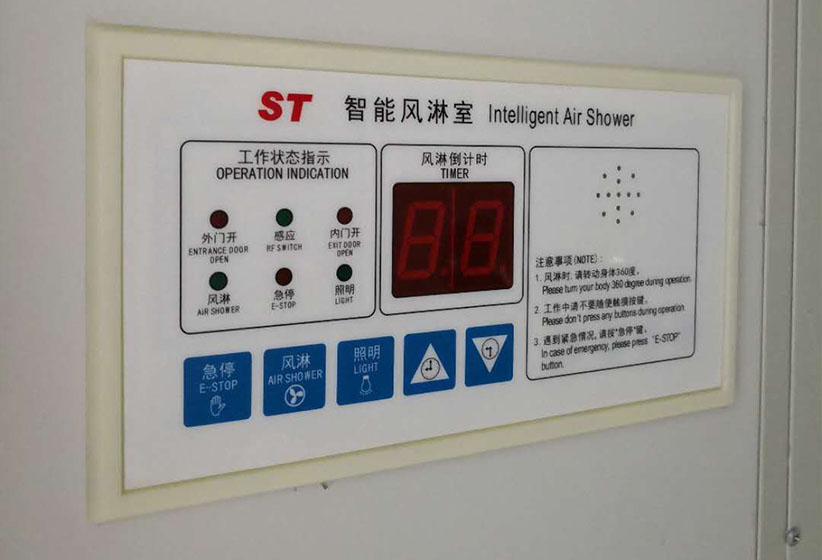 ST 智能风淋室 Intelligent Air Shower
工作状态指示
OPERATION INDICATION
外门开
ENTRANCE DOOR
OPEN
感应
RF SWITCH
内门开
EXIT DOOR
OPEN
风淋
AIR SHOWER
急停
E-STOP
照明
LIGHT
风淋倒计时
TIMER
注意事项(NOTE):
1. 风淋时. 请转动身体360度。
Please turn your body 360 degree during operation.
2. 工作中请不要随便触摸按键。
Please don't press any buttons during operation.
3. 遇到紧急情况, 请按"急停"键。
In case of emergency, please press "E-STOP"
button.
急停
E-STOP
风淋
AIR SHOWER
照明
LIGHT